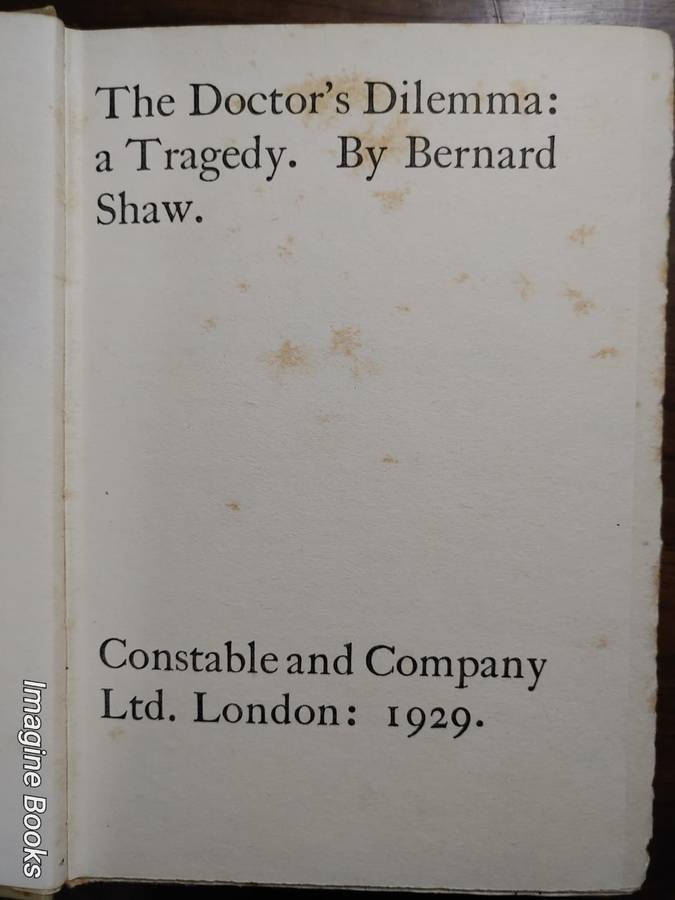 The Doctor's Dilemma:
a Tragedy. By Bernard
Shaw.
Constable and Company
Ltd. London: 1929.
Imagine Books